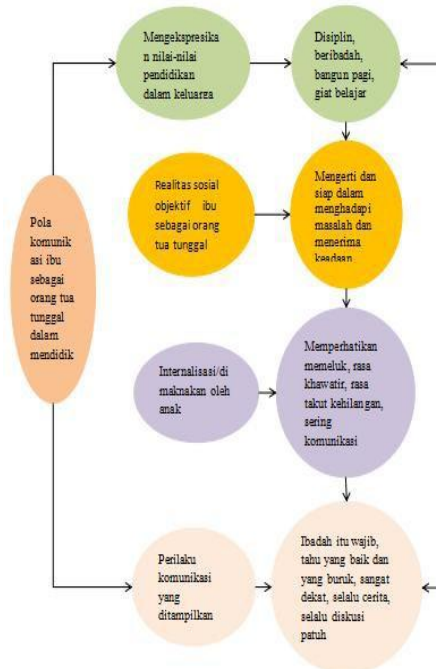 Mengekspresika
n nilai-nilai
pendidikan
dalam keluarga
Disiplin,
beribadah,
bangun pagi,
giat belajar
Realitas sosial
objektif ibu
sebagai orang
tua tunggal
Mengerti dan
siap dalam
menghadapi
masalah dan
menerima
keadaan
Pola
komunik
asi ibu
sebagai
orang tua
tunggal
dalam
mendidik
Internalisasi/di
maknakan oleh
anak
Memperhatikan
memeluk, rasa
khawatir, rasa
takut kehilangan,
sering
komunikasi
Perilaku
komunikasi
yang
ditampilkan
Ibadah itu wajib,
tahu yang baik dan
yang buruk, sangat
dekat, selalu cerita,
selalu diskusi
patuh